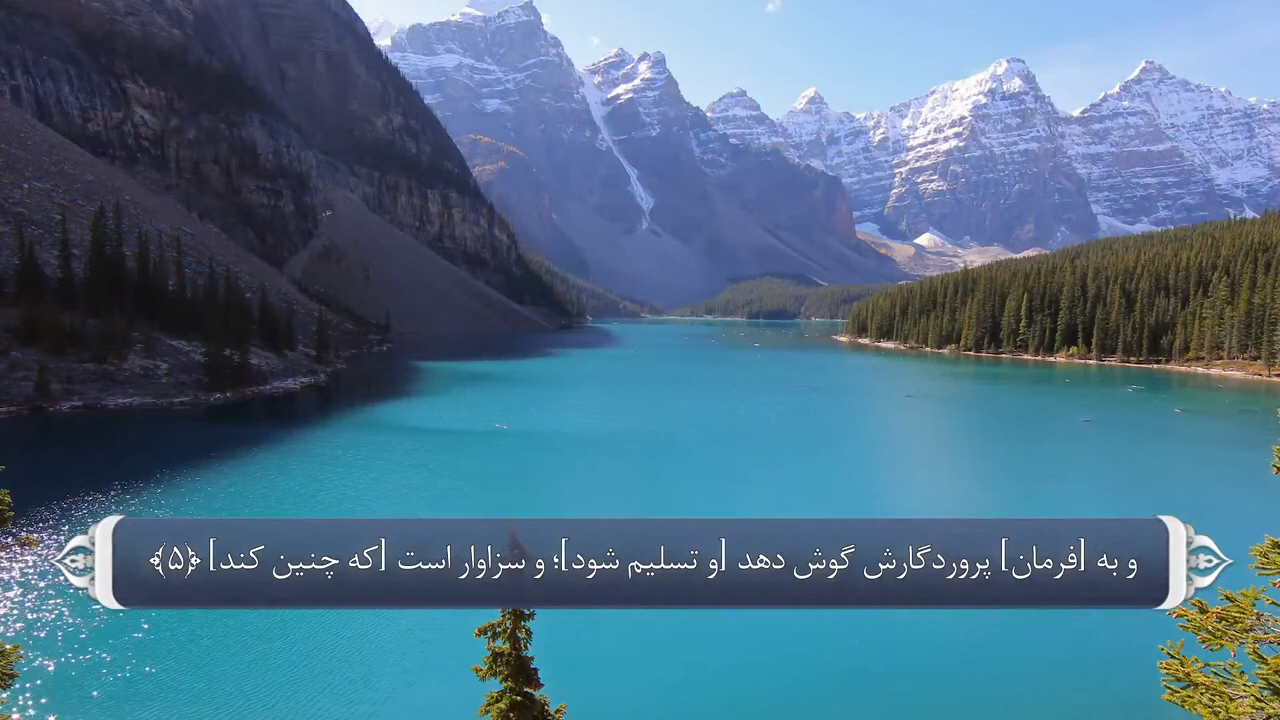 و به [فرمان] پروردگارش گوش دهد [و تسلیم شود]؛ و سزاوار است [که چنین کند] ﴿۵﴾